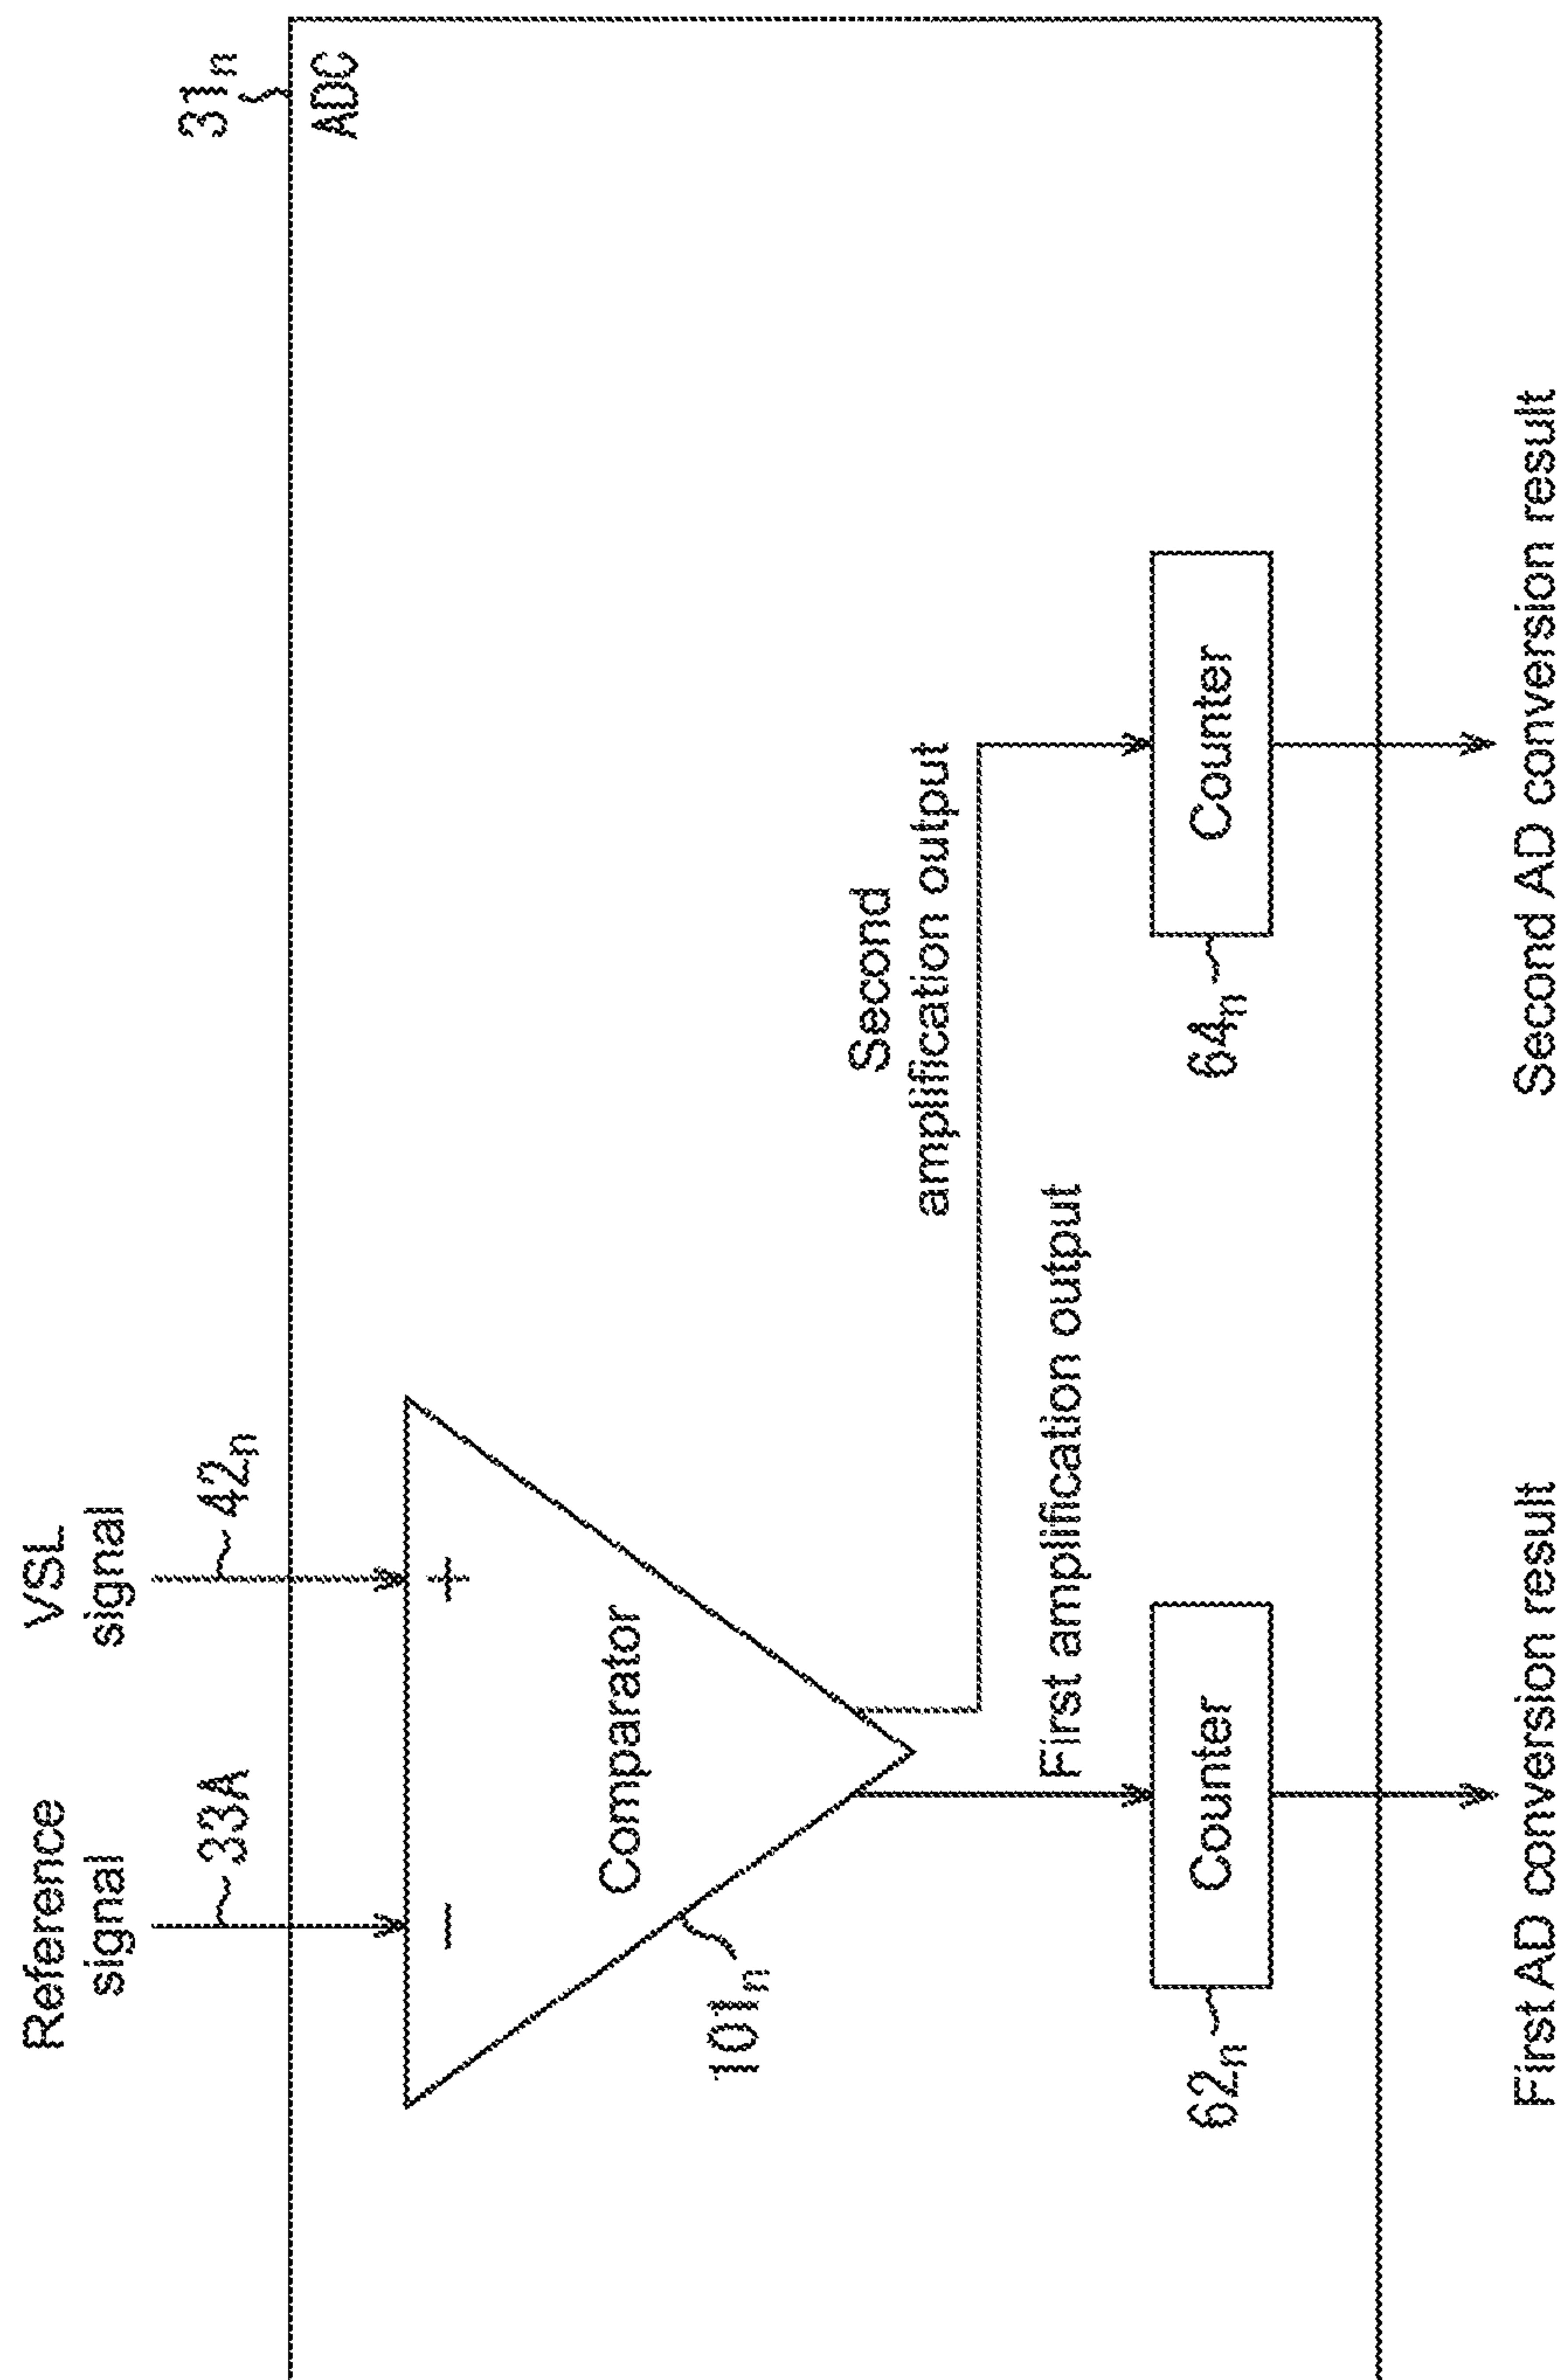 Reference
signal
VSL
signal
33A
42n
31n
ADC
−
+
Comparator
101n
Second
amplification output
First amplification output
62n
Counter
64n
Counter
First AD conversion result
Second AD conversion result